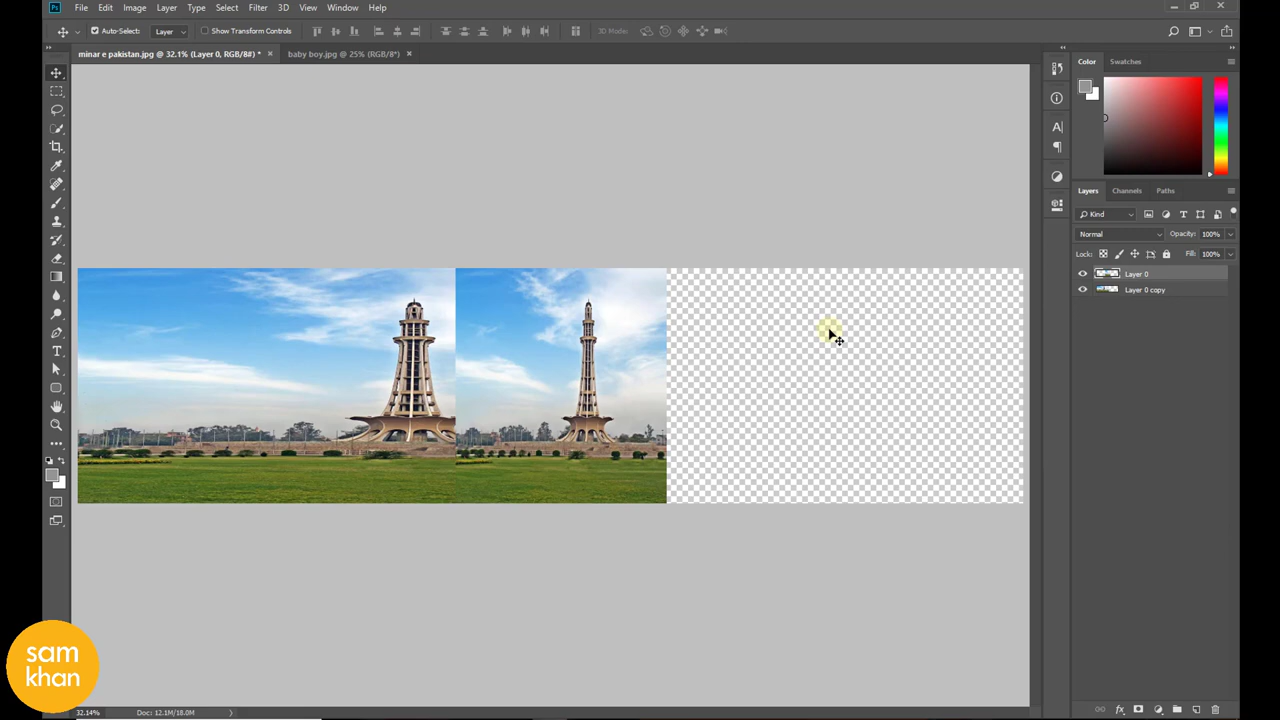 Ps File Edit Image Layer Type Select Filter 3D View Window Help
Auto-Select: Layer Show Transform Controls 3D Mode:
minar e pakistan.jpg @ 32.1% (Layer 0, RGB/8#) * baby boy.jpg @ 25% (RGB/8*)
Color Swatches
Layers Channels Paths
Kind
Normal Opacity: 100%
Lock: Fill: 100%
Layer 0
Layer 0 copy
sam
khan
32.14% Doc: 12.1M/18.0M